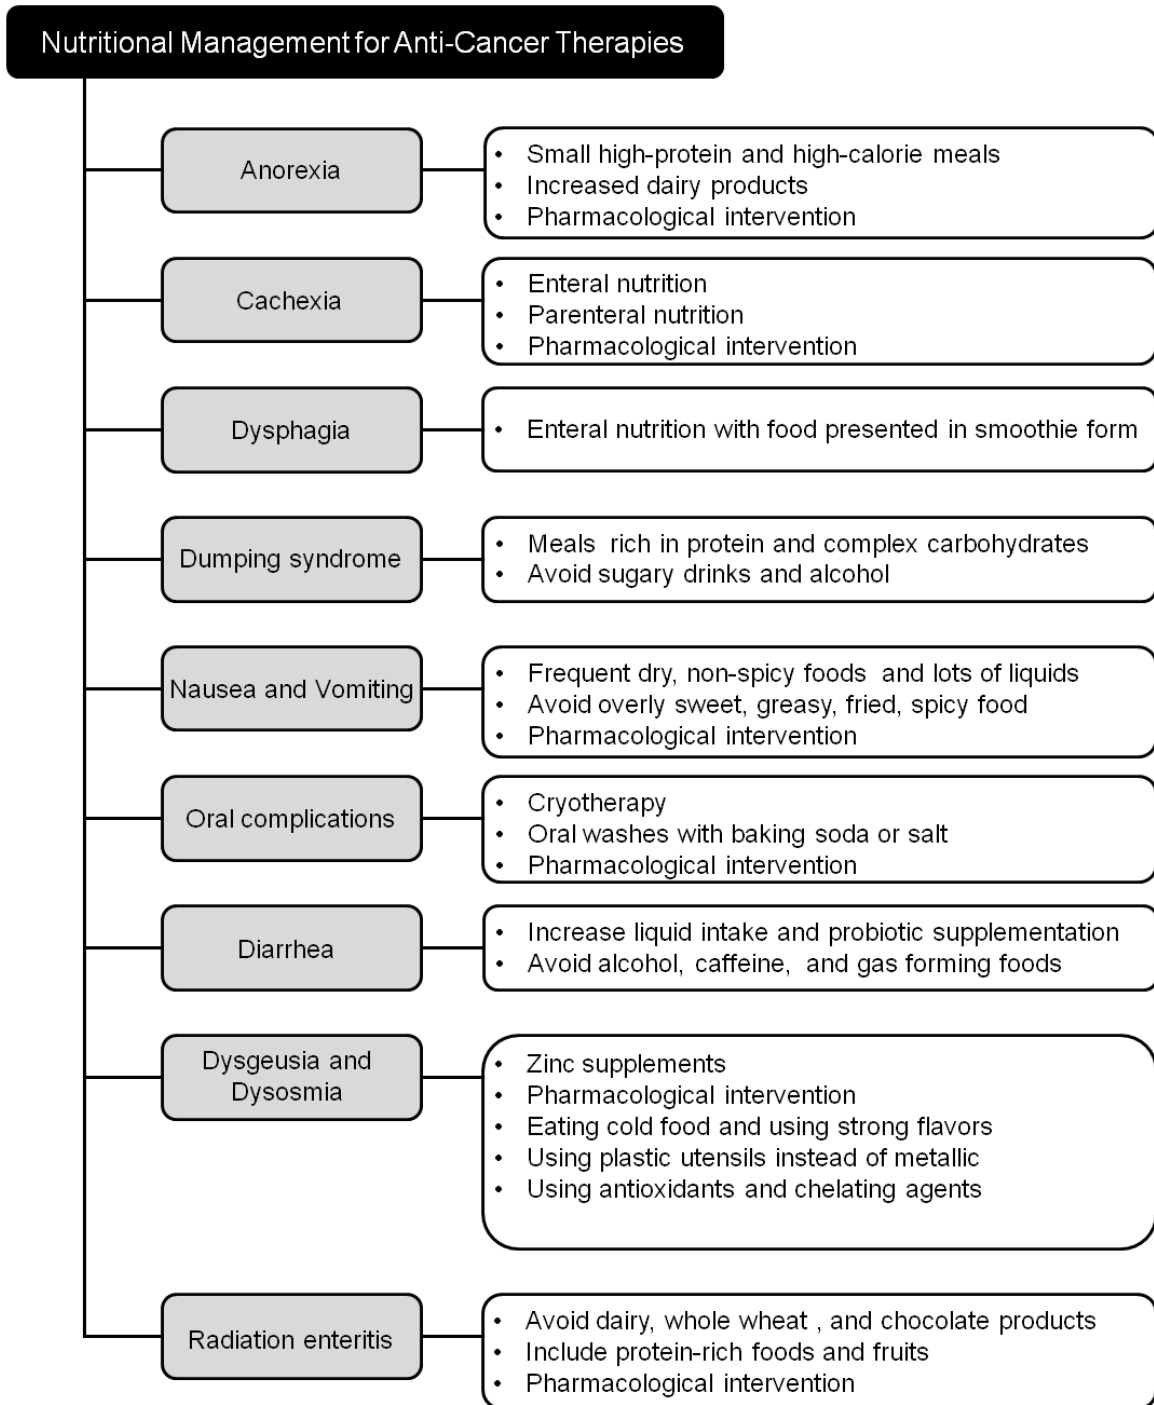 Nutritional Management for Anti-Cancer Therapies
Anorexia
• Small high-protein and high-calorie meals
• Increased dairy products
• Pharmacological intervention
Cachexia
• Enteral nutrition
• Parenteral nutrition
• Pharmacological intervention
Dysphagia
• Enteral nutrition with food presented in smoothie form
Dumping syndrome
• Meals rich in protein and complex carbohydrates
• Avoid sugary drinks and alcohol
Nausea and Vomiting
• Frequent dry, non-spicy foods and lots of liquids
• Avoid overly sweet, greasy, fried, spicy food
• Pharmacological intervention
Oral complications
• Cryotherapy
• Oral washes with baking soda or salt
• Pharmacological intervention
Diarrhea
• Increase liquid intake and probiotic supplementation
• Avoid alcohol, caffeine, and gas forming foods
Dysgeusia and
Dysosmia
• Zinc supplements
• Pharmacological intervention
• Eating cold food and using strong flavors
• Using plastic utensils instead of metallic
• Using antioxidants and chelating agents
Radiation enteritis
• Avoid dairy, whole wheat , and chocolate products
• Include protein-rich foods and fruits
• Pharmacological intervention